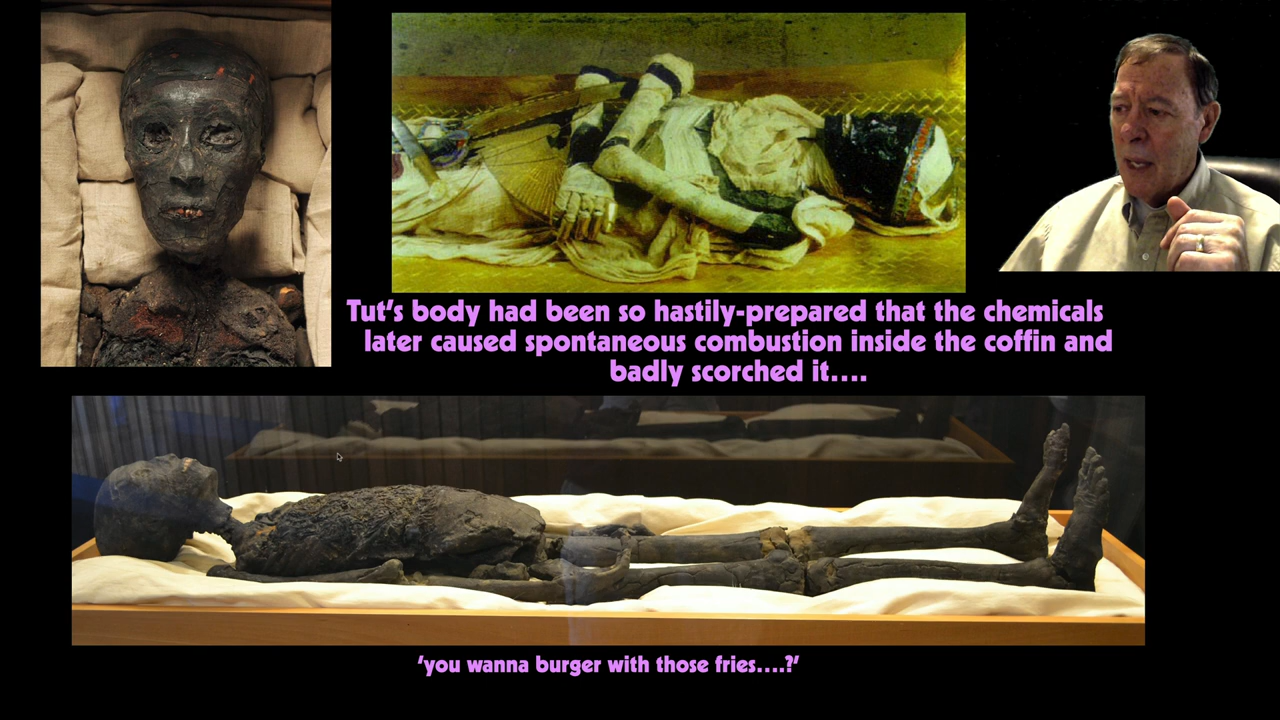 Tut's body had been so hastily-prepared that the chemicals
later caused spontaneous combustion inside the coffin and
badly scorched it....
'you wanna burger with those fries....?'